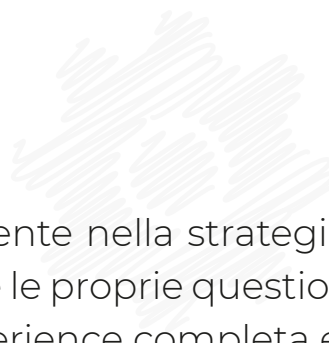 ente nella strategi
e le proprie questio
erience completa e